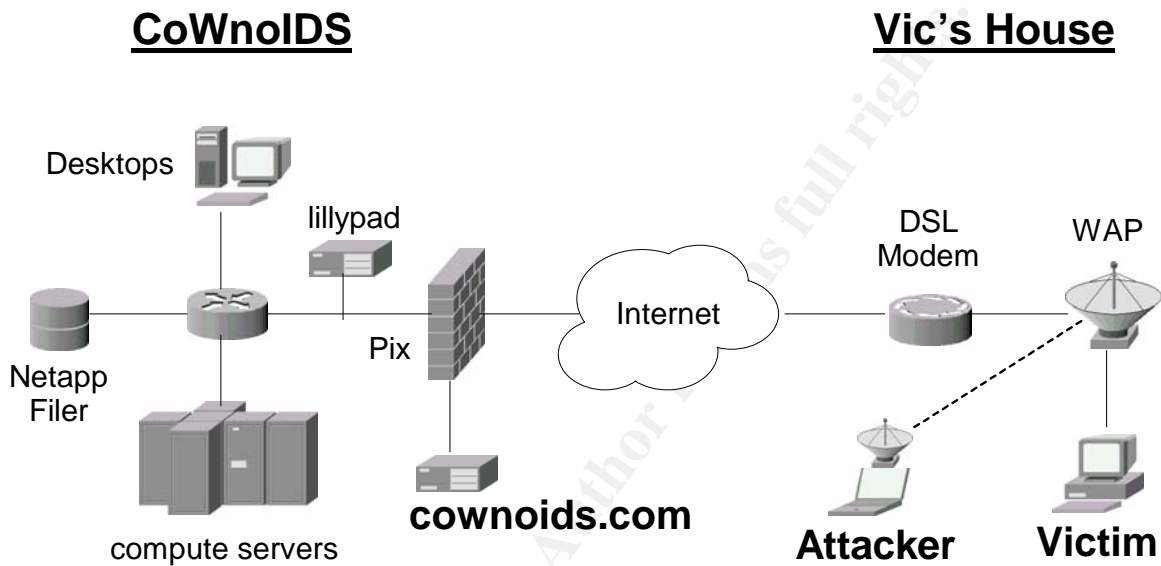 CoWnoIDS
Vic's House
Desktops
lillypad
DSL
Modem
WAP
Internet
Pix
Netapp
Filer
cownoids.com
compute servers
Attacker
Victim